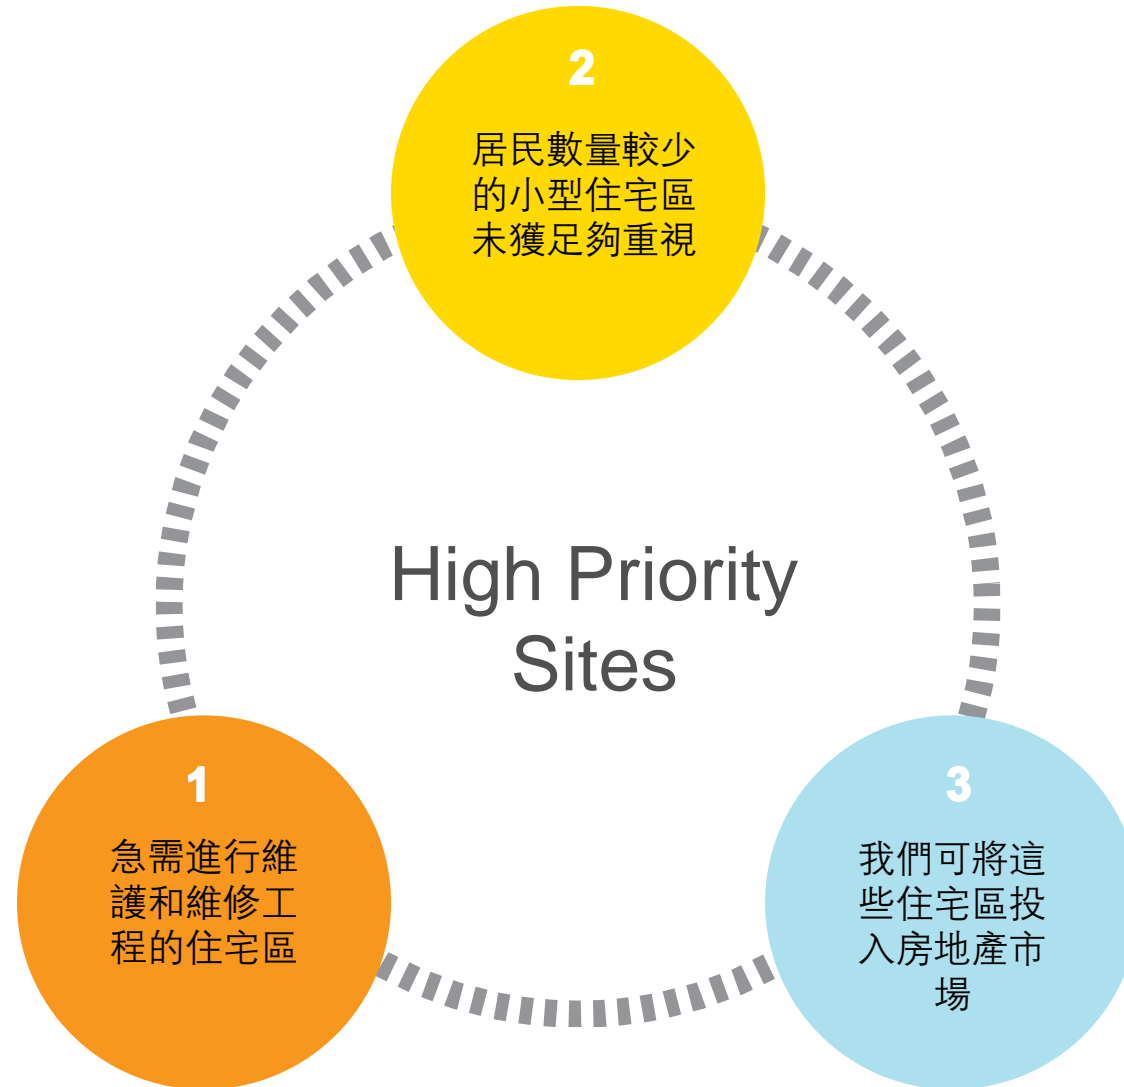 2
居民數量較少
的小型住宅區
未獲足夠重視
High Priority
Sites
1
急需進行維
護和維修工
程的住宅區
3
我們可將這
些住宅區投
入房地產市
場